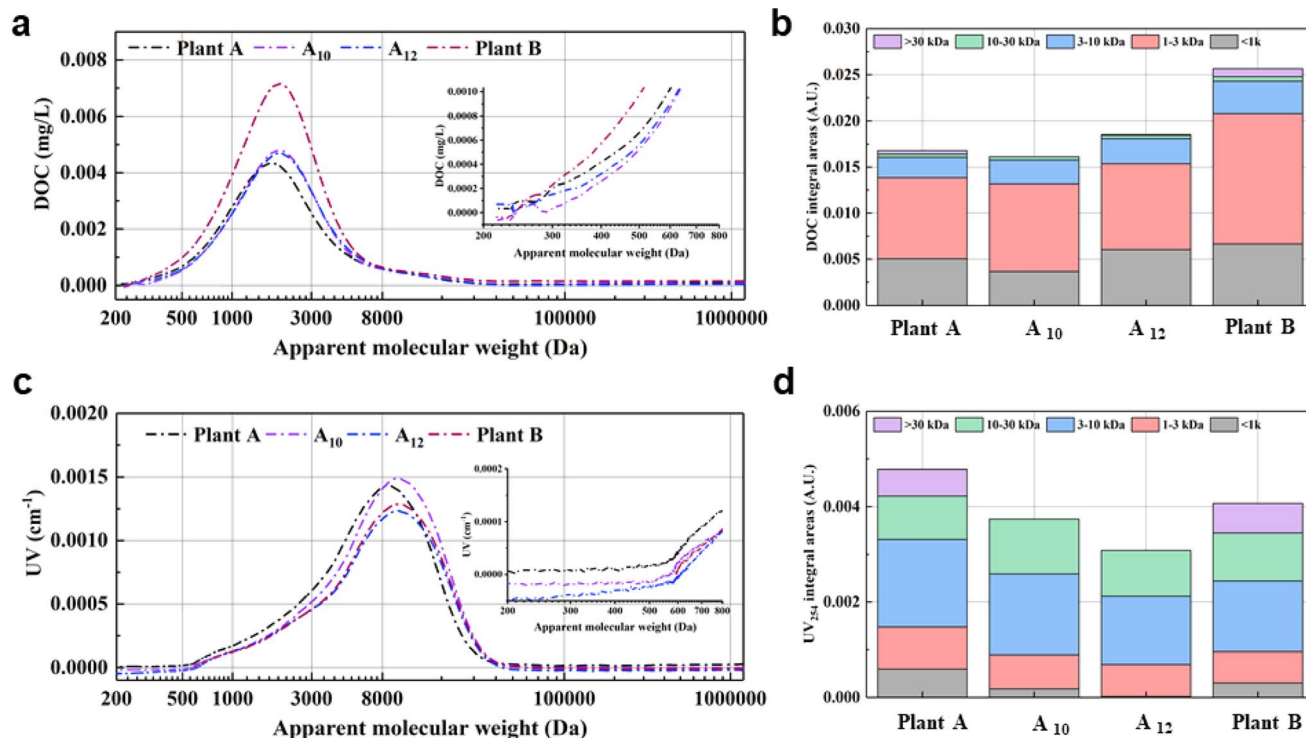 a
Plant A A₁₀ A₁₂ Plant B
0.008
0.006
0.004
0.002
0.000
DOC (mg/L)
200 500 1000 3000 8000 100000 1000000
Apparent molecular weight (Da)
0.0010
0.0008
0.0006
0.0004
0.0002
0.0000
DOC (mg/L)
200 300 400 500 600 700 800
Apparent molecular weight (Da)
b
>30 kDa 10-30 kDa 3-10 kDa 1-3 kDa <1k
0.030
0.025
0.020
0.015
0.010
0.005
0.000
DOC integral areas (A.U.)
Plant A A ₁₀ A ₁₂ Plant B
c
Plant A A₁₀ A₁₂ Plant B
0.0020
0.0015
0.0010
0.0005
0.0000
UV (cm⁻¹)
200 500 1000 3000 8000 100000 1000000
Apparent molecular weight (Da)
0.0002
0.0001
0.0000
UV (cm⁻¹)
200 300 400 500 600 700 800
Apparent molecular weight (Da)
d
>30 kDa 10-30 kDa 3-10 kDa 1-3 kDa <1k
0.006
0.004
0.002
0.000
UV₂₅₄ integral areas (A.U.)
Plant A A ₁₀ A ₁₂ Plant B